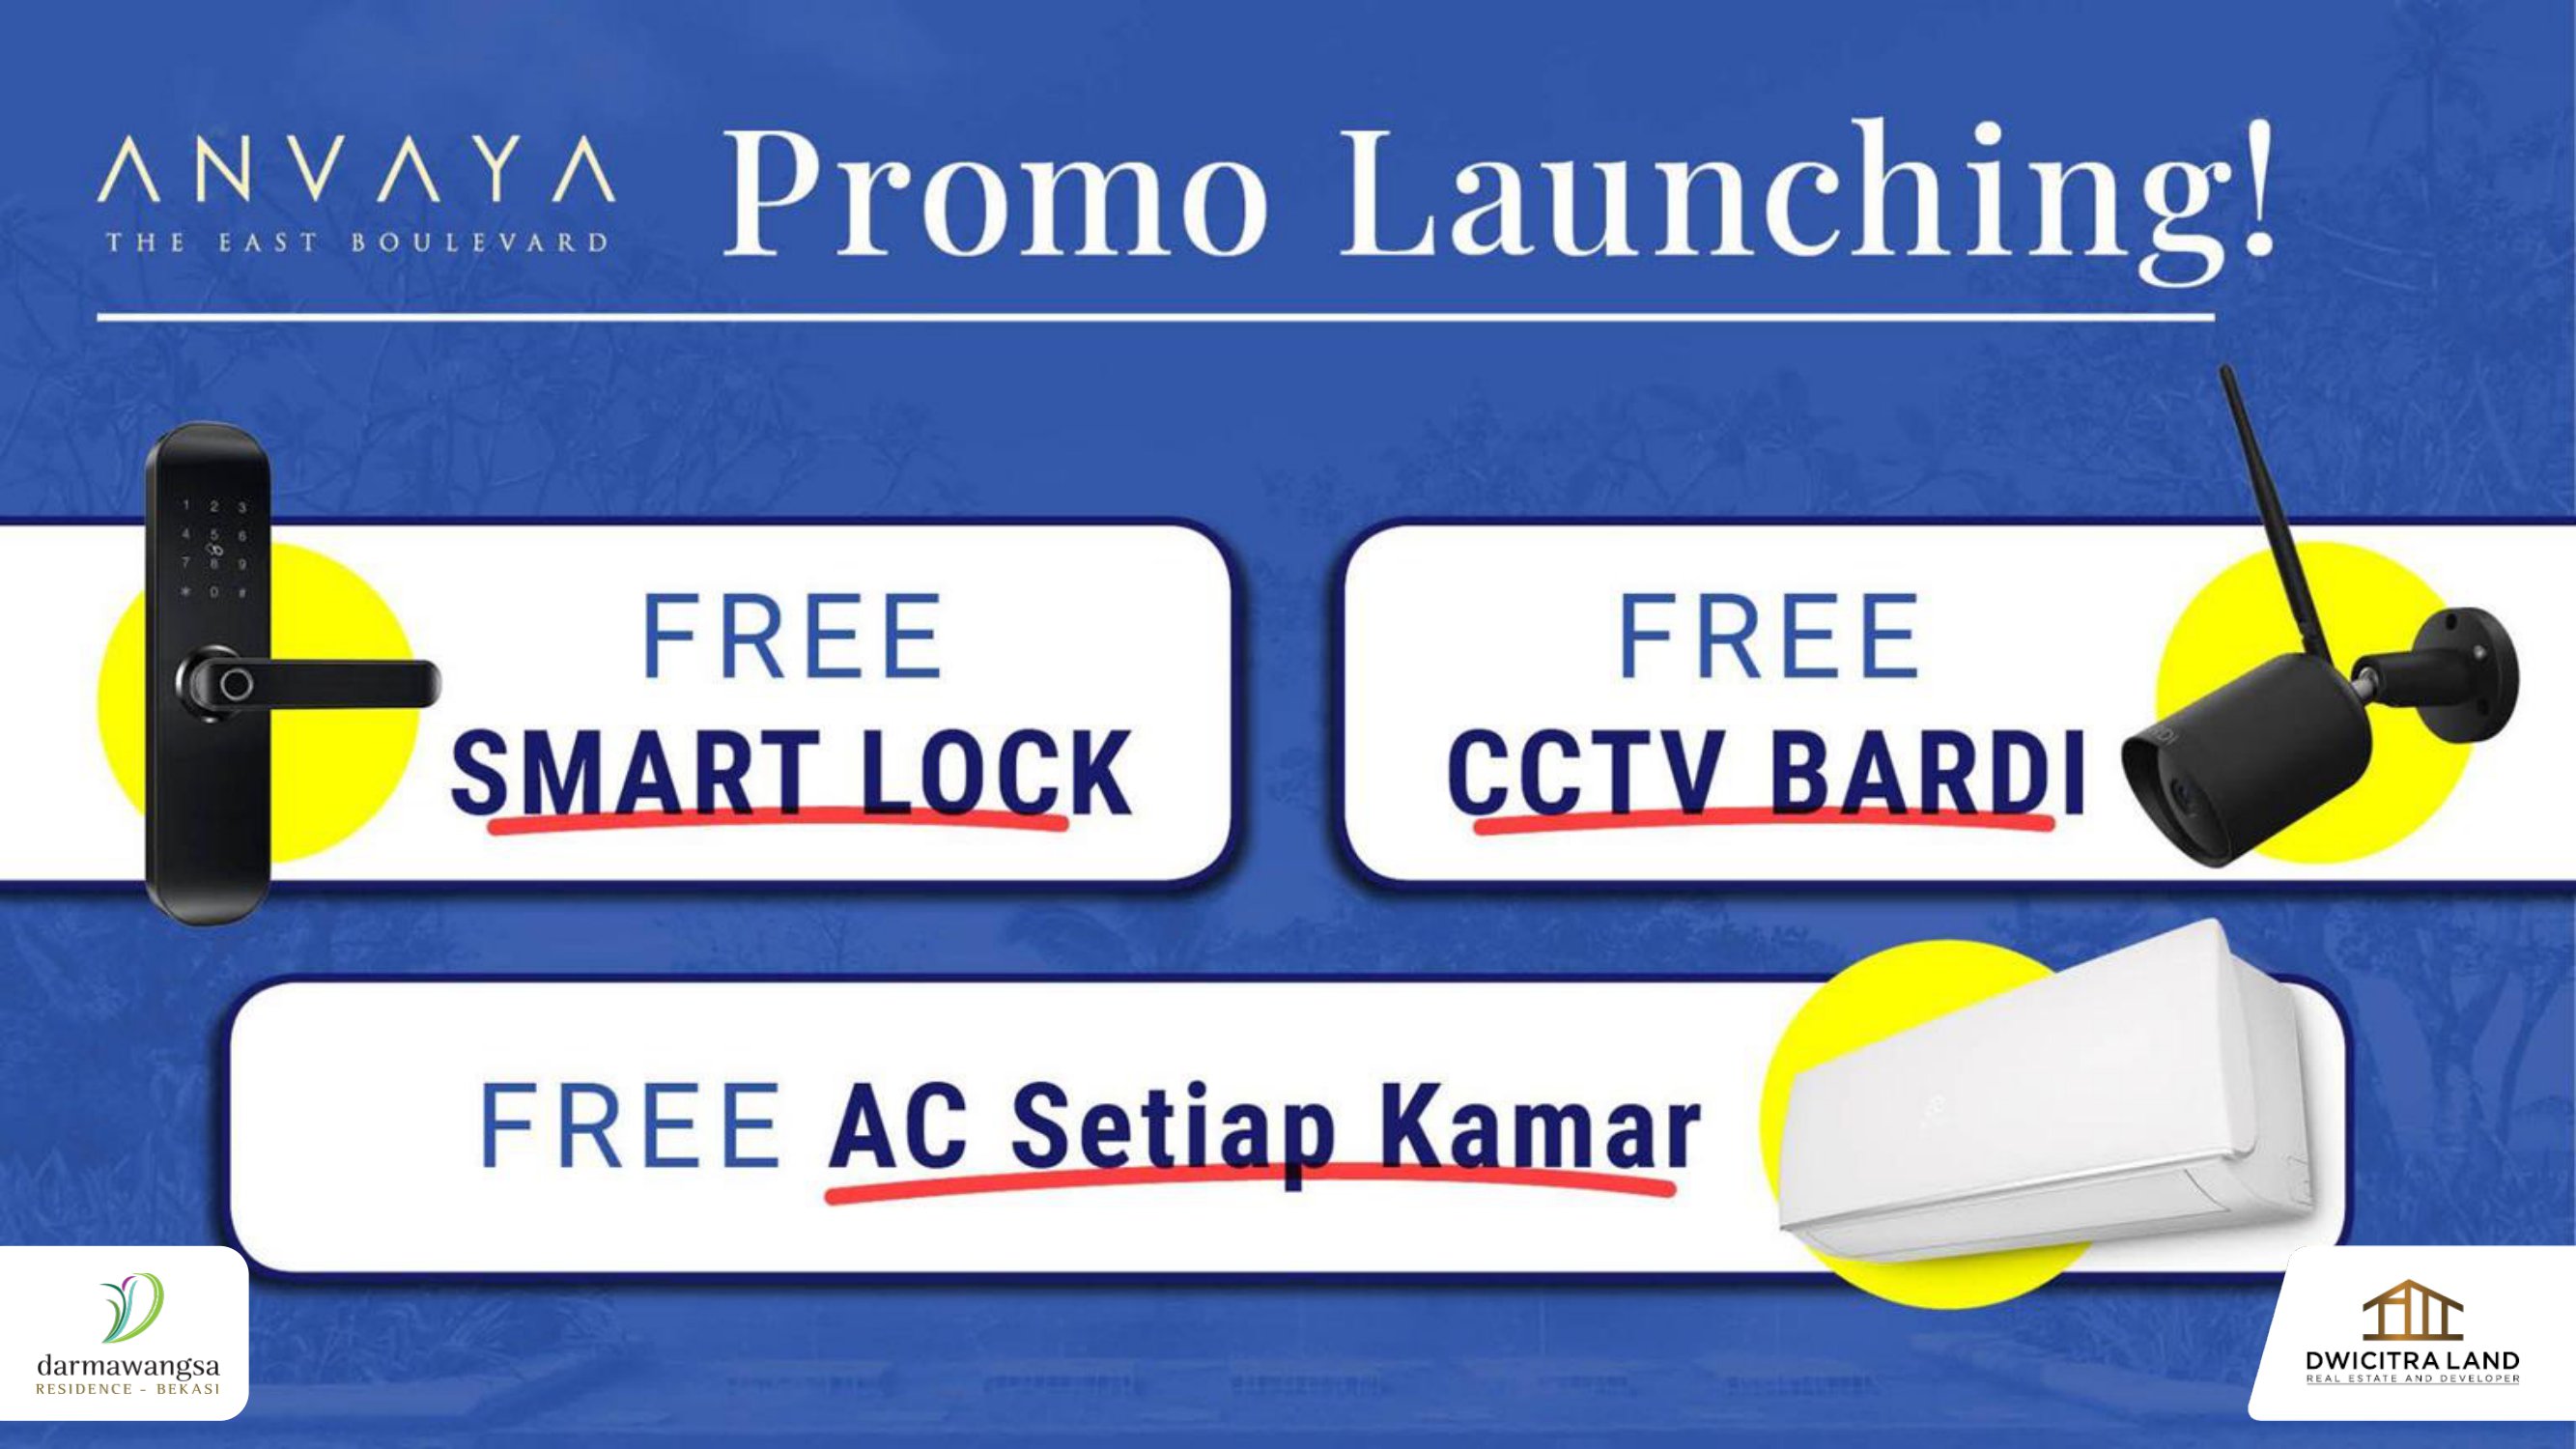 ANVAYA
THE EAST BOULEVARD
Promo Launching!
1 2 3
4 5 6
7 8 9
* 0 #
FREE
SMART LOCK
FREE
CCTV BARDI
FREE AC Setiap Kamar
darmawangsa
RESIDENCE - BEKASI
DWICITRA LAND
REAL ESTATE AND DEVELOPER